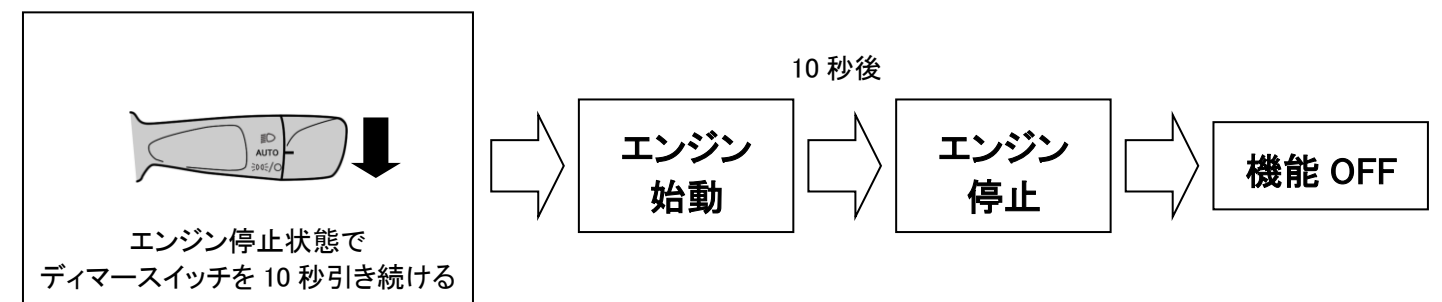 AUTO
エンジン停止状態で
ディマースイッチを 10 秒引き続ける
エンジン
始動
10 秒後
エンジン
停止
機能 OFF